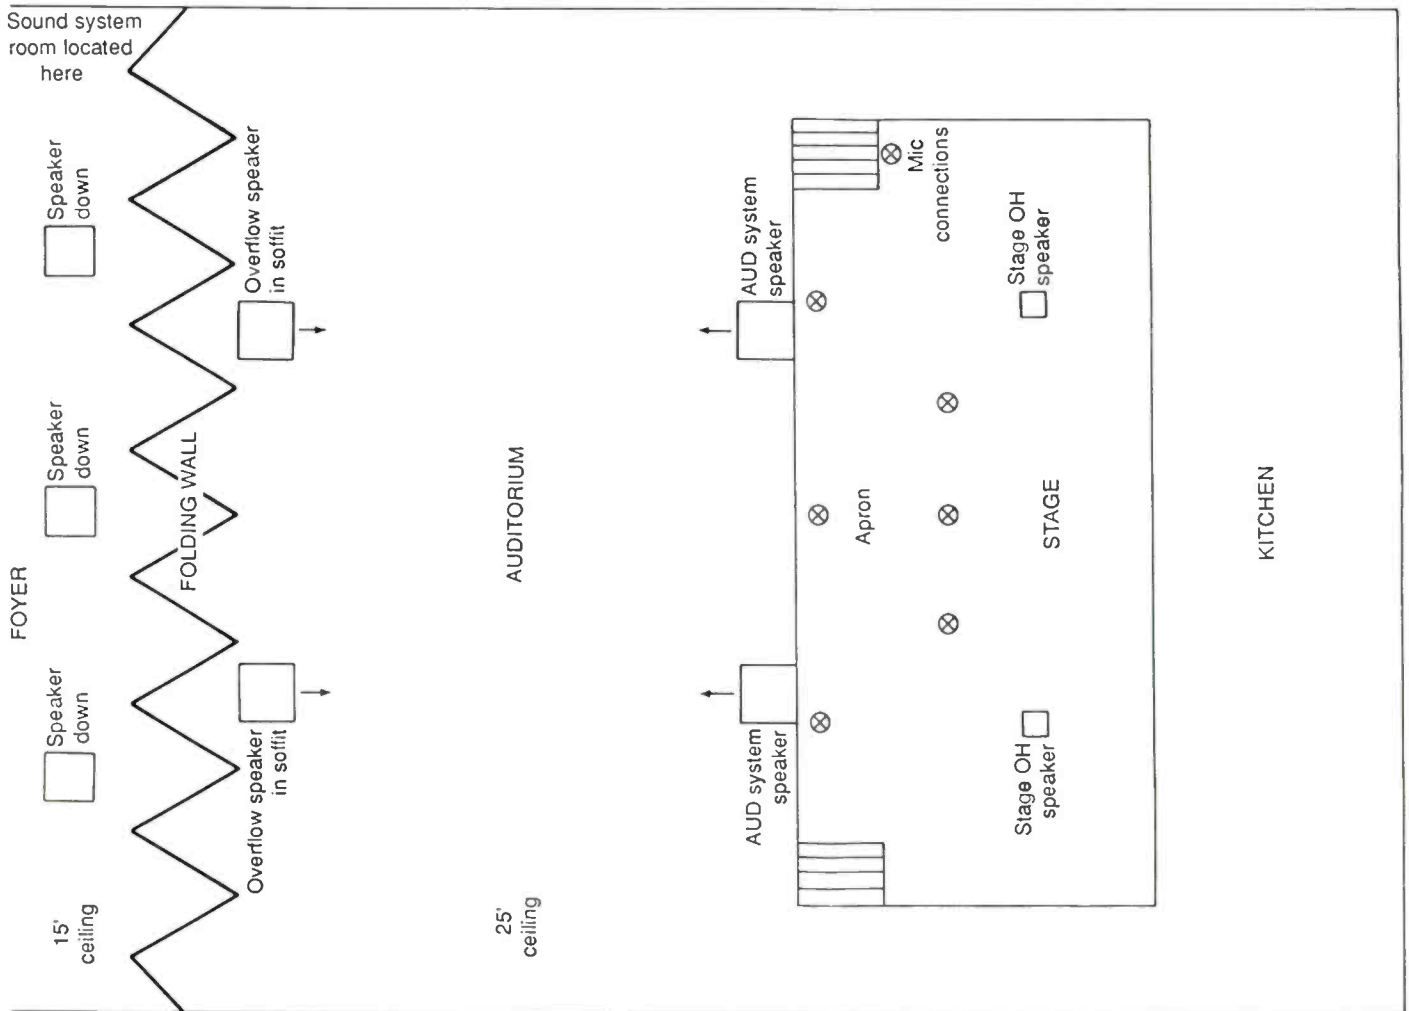 Sound system
room located
here
Speaker
down
Overflow speaker
in soffit
Speaker
down
FOLDING WALL
FOYER
Speaker
down
Overflow speaker
in soffit
15'
ceiling
AUDITORIUM
25'
ceiling
AUD system
speaker
Mic
connections
Stage OH
speaker
Apron
STAGE
AUD system
speaker
Stage OH
speaker
KITCHEN